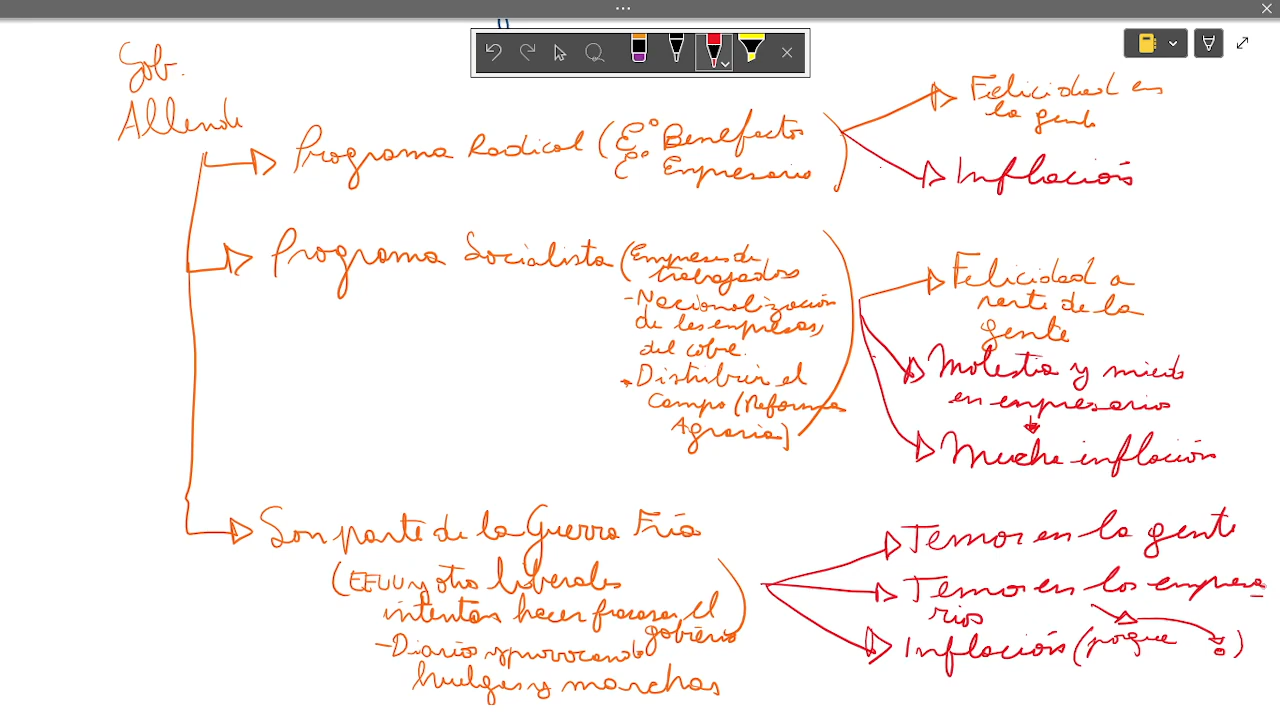 Gob.
Allende
Programa Radical (E° Benefactor
E° Empresario)
Felicidad en
la gente
Inflación
Programa Socialista (Empresas de
trabajadores
- Nacionalización
de las empresas
del cobre.
• Distribuir el
Campo (Reforma
Agraria)
Felicidad a
parte de la
gente
Molestia y miedo
en empresarios
Mucha inflación
Son parte de la Guerra Fría
(EEUU y otro liberales
intentan hacer fracasar el
gobierno
- Diarios y provocando
huelgas y marchas
Temor en la gente
Temor en los empresa-
rios
Inflación (porque